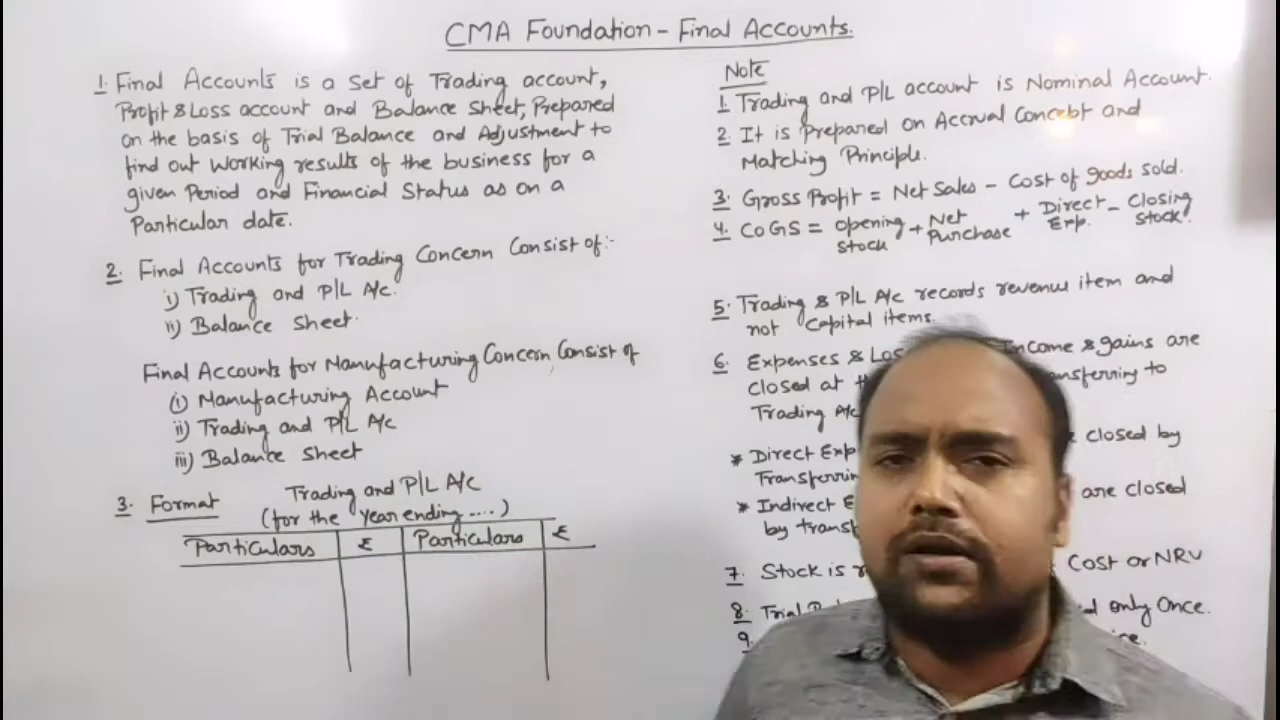 CMA Foundation - Final Accounts.
1. Final Accounts is a Set of Trading account,
Profit & Loss account and Balance Sheet, Prepared
on the basis of Trial Balance and Adjustment to
find out Working results of the business for a
given Period and Financial Status as on a
Particular date.
2. Final Accounts for Trading Concern Consist of:-
i) Trading and P/L A/c.
ii) Balance Sheet.
Final Accounts for Manufacturing Concern, Consist of
(i) Manufacturing Account
ii) Trading and P/L A/c
iii) Balance Sheet
3. Format
Trading and P/L A/c
(for the Year ending ....)
Particulars ₹ Particulars ₹
Note
1. Trading and P/L account is Nominal Account.
2. It is Prepared on Accrual Concept and
Matching Principle.
3. Gross Profit = Net Sales - Cost of goods Sold.
4. COGS = Opening Stock + Net Purchase + Direct Exp. - Closing Stock.
5. Trading & P/L A/c records revenue item and
not Capital items.
6. Expenses & Income & gains are
closed at to
Trading A/c
* Direct closed by
* Indirect are closed
by
7. Stock is Cost or NRV
8. Trial only Once.
9.